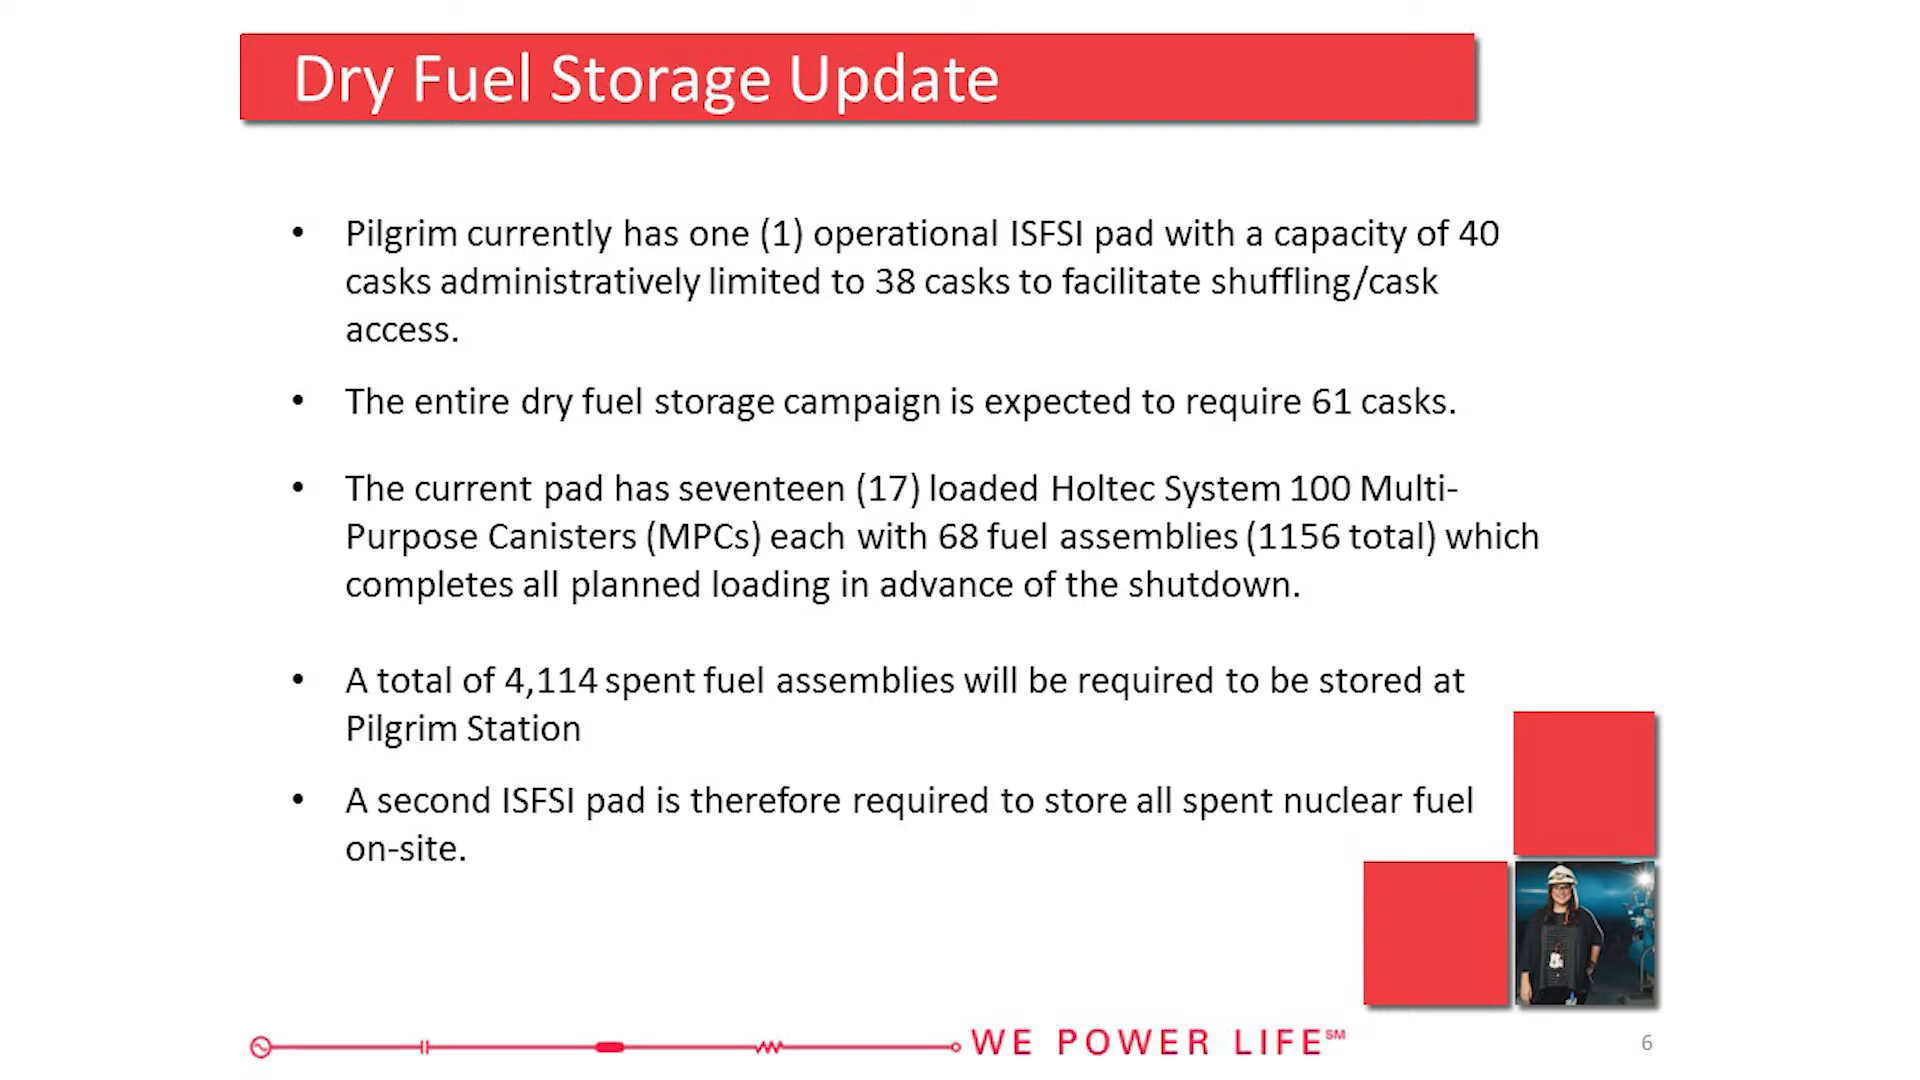 Dry Fuel Storage Update
• Pilgrim currently has one (1) operational ISFSI pad with a capacity of 40
casks administratively limited to 38 casks to facilitate shuffling/cask
access.
• The entire dry fuel storage campaign is expected to require 61 casks.
• The current pad has seventeen (17) loaded Holtec System 100 Multi-
Purpose Canisters (MPCs) each with 68 fuel assemblies (1156 total) which
completes all planned loading in advance of the shutdown.
• A total of 4,114 spent fuel assemblies will be required to be stored at
Pilgrim Station
• A second ISFSI pad is therefore required to store all spent nuclear fuel
on-site.
WE POWER LIFE℠
6